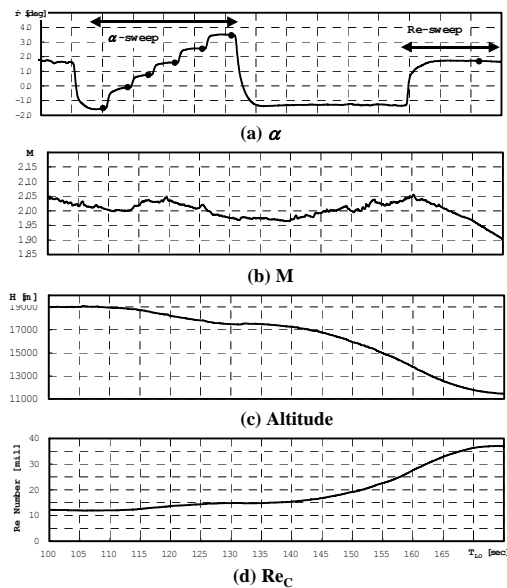 [deg]
4.0
3.0
2.0
1.0
0.0
-1.0
-2.0
α-sweep
Re-sweep
(a) α
M
2.15
2.10
2.05
2.00
1.95
1.90
1.85
(b) M
H [m]
19000
17000
15000
13000
11000
(c) Altitude
Re Number [mill]
40
30
20
10
0
100 105 110 115 120 125 130 135 140 145 150 155 160 165 T_LO [sec]
(d) Re_C